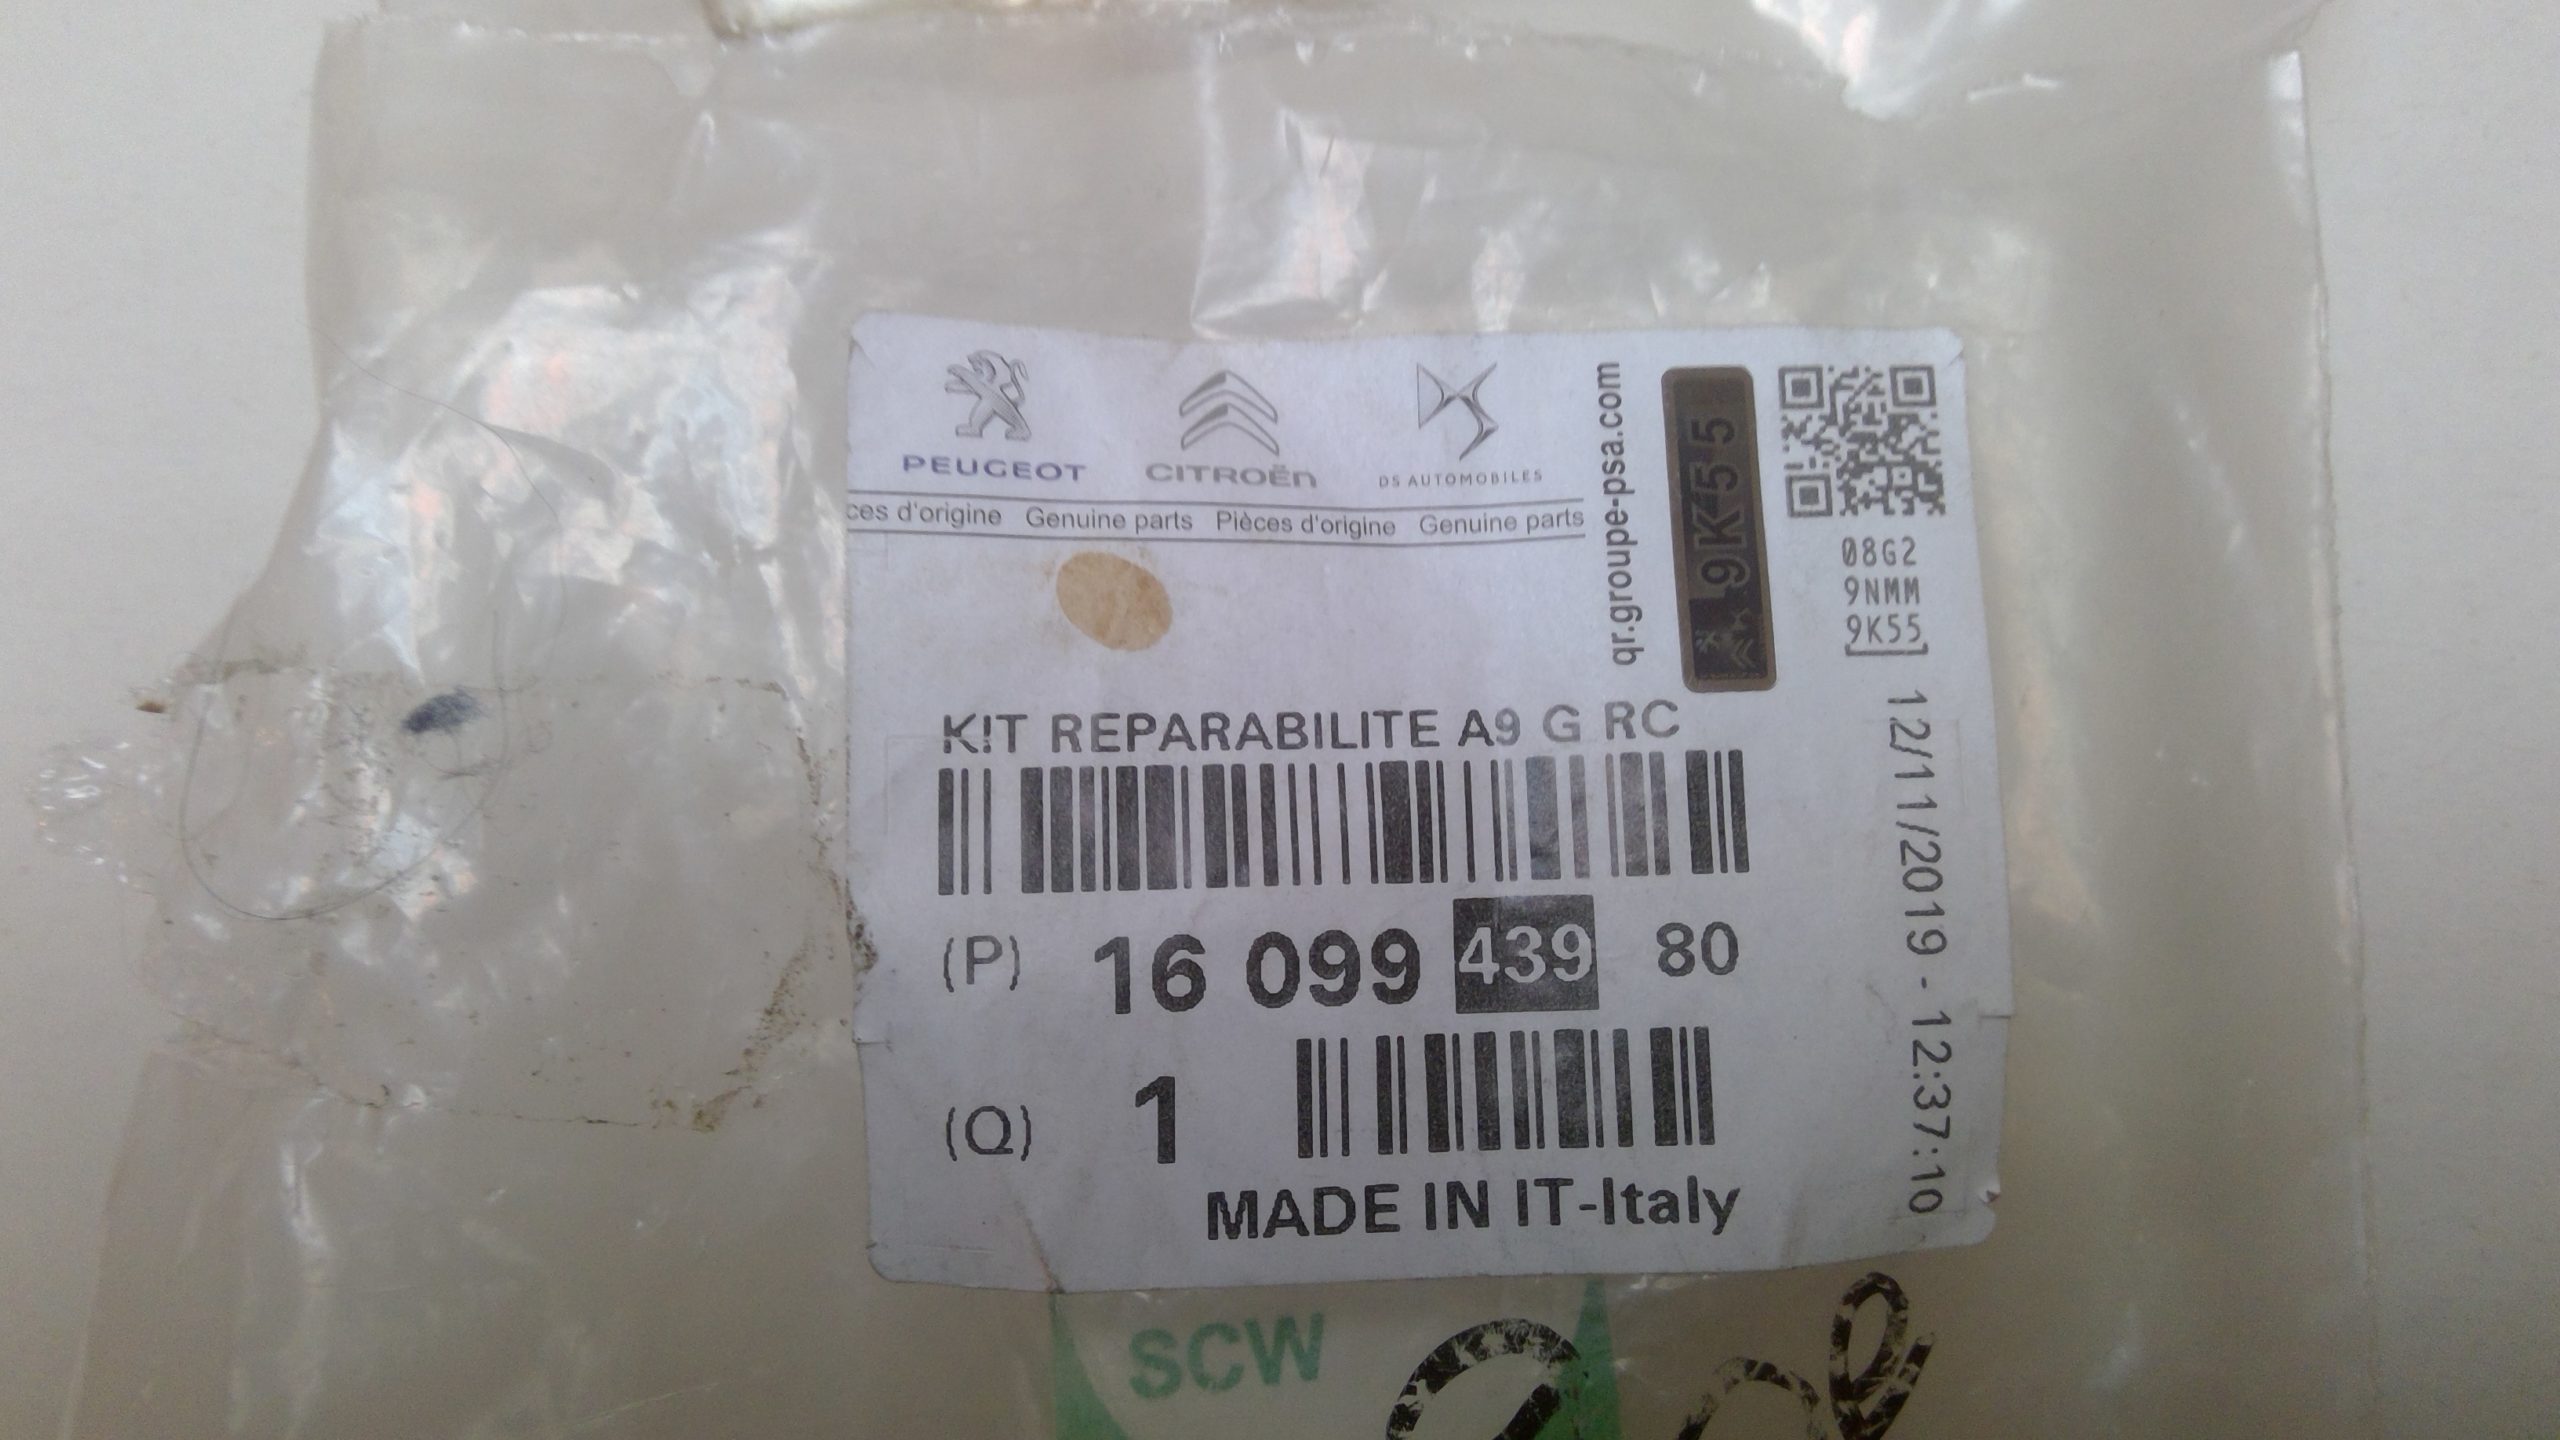 PEUGEOT CITROËN DS AUTOMOBILES
ces d'origine Genuine parts Pièces d'origine Genuine parts
qr.groupe-psa.com
9K55
08G2
9NMM
9K55
12/11/2019 - 12:37:10
KIT REPARABILITE A9 G RC
(P) 16 099 439 80
(Q) 1
MADE IN IT-Italy
SCW